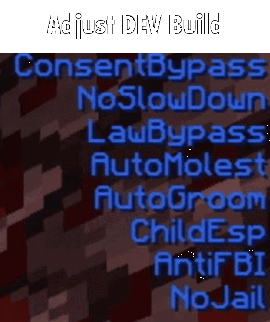 Adjust DEV Build
ConsentBypass
NoSlowDown
LawBypass
AutoMolest
AutoGroom
ChildEsp
AntiFBI
NoJail